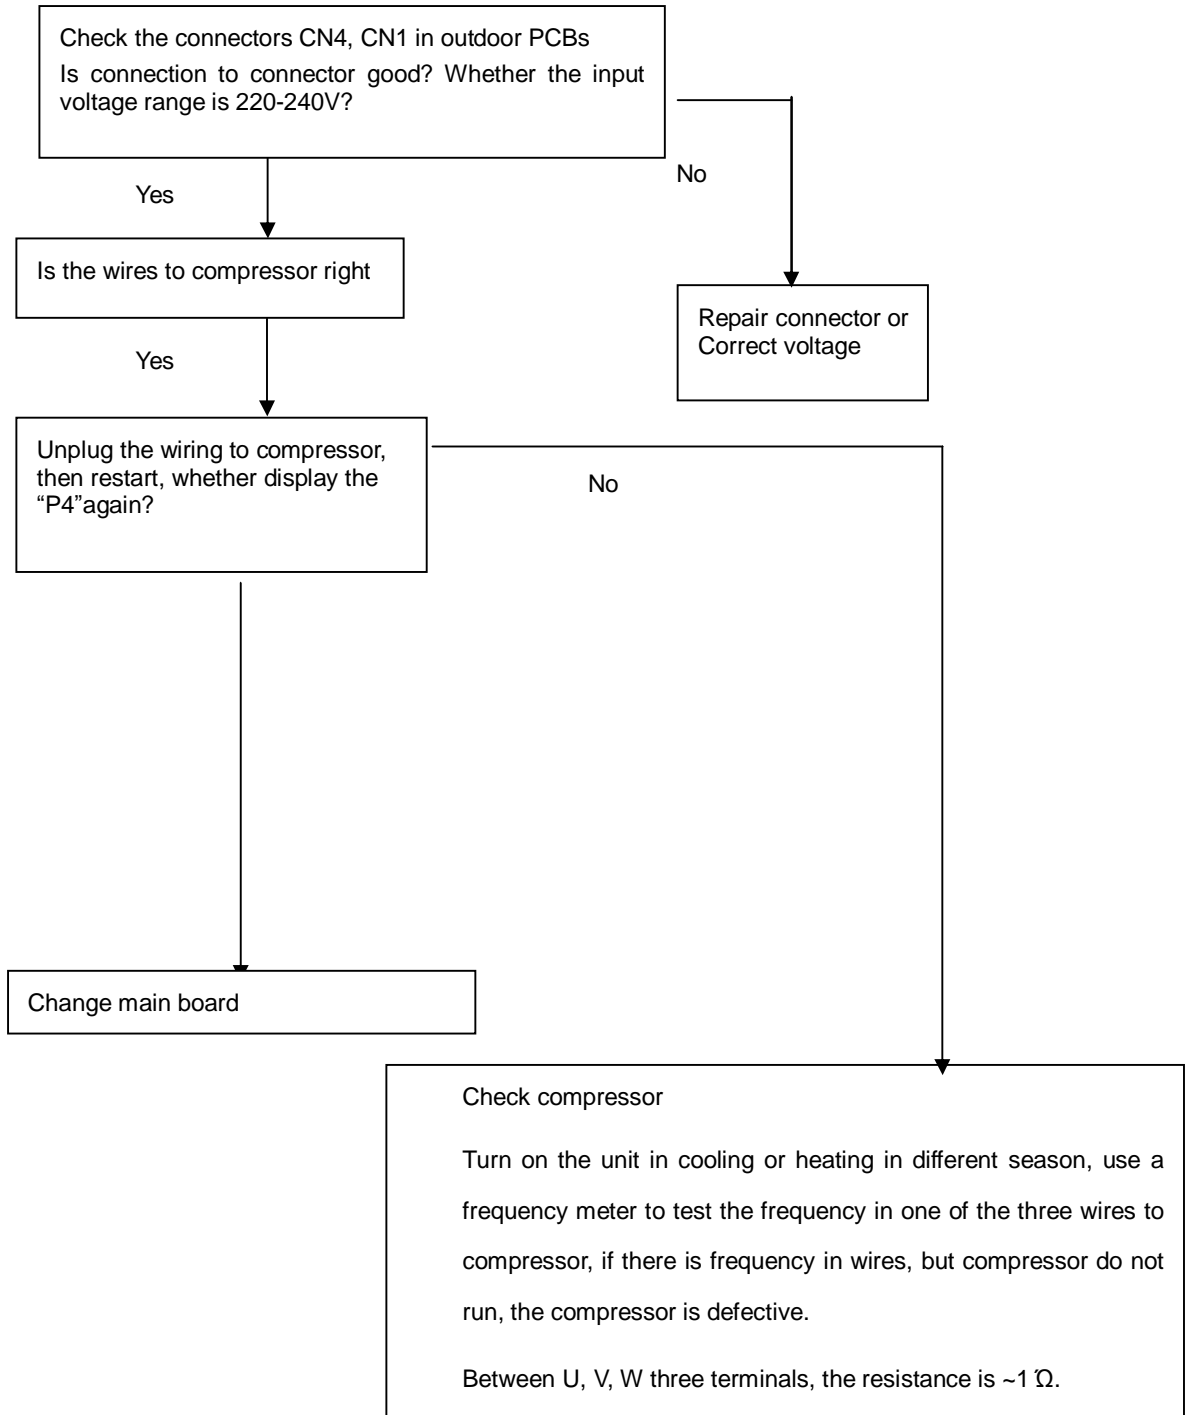 Check the connectors CN4, CN1 in outdoor PCBs
Is connection to connector good? Whether the input
voltage range is 220-240V?
No
Yes
Is the wires to compressor right
Repair connector or
Correct voltage
Yes
Unplug the wiring to compressor,
then restart, whether display the
“P4”again?
No
Change main board
Check compressor
Turn on the unit in cooling or heating in different season, use a
frequency meter to test the frequency in one of the three wires to
compressor, if there is frequency in wires, but compressor do not
run, the compressor is defective.
Between U, V, W three terminals, the resistance is ~1 Ώ.